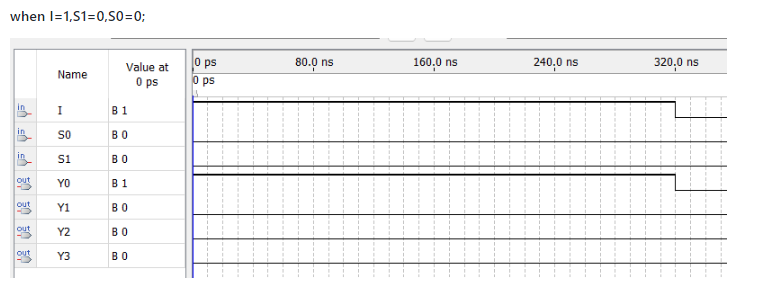 when I=1,S1=0,S0=0;
Name
Value at
0 ps
0 ps
80.0 ns
160.0 ns
240.0 ns
320.0 ns
0 ps
in
I
B 1
in
S0
B 0
in
S1
B 0
out
Y0
B 1
out
Y1
B 0
out
Y2
B 0
out
Y3
B 0